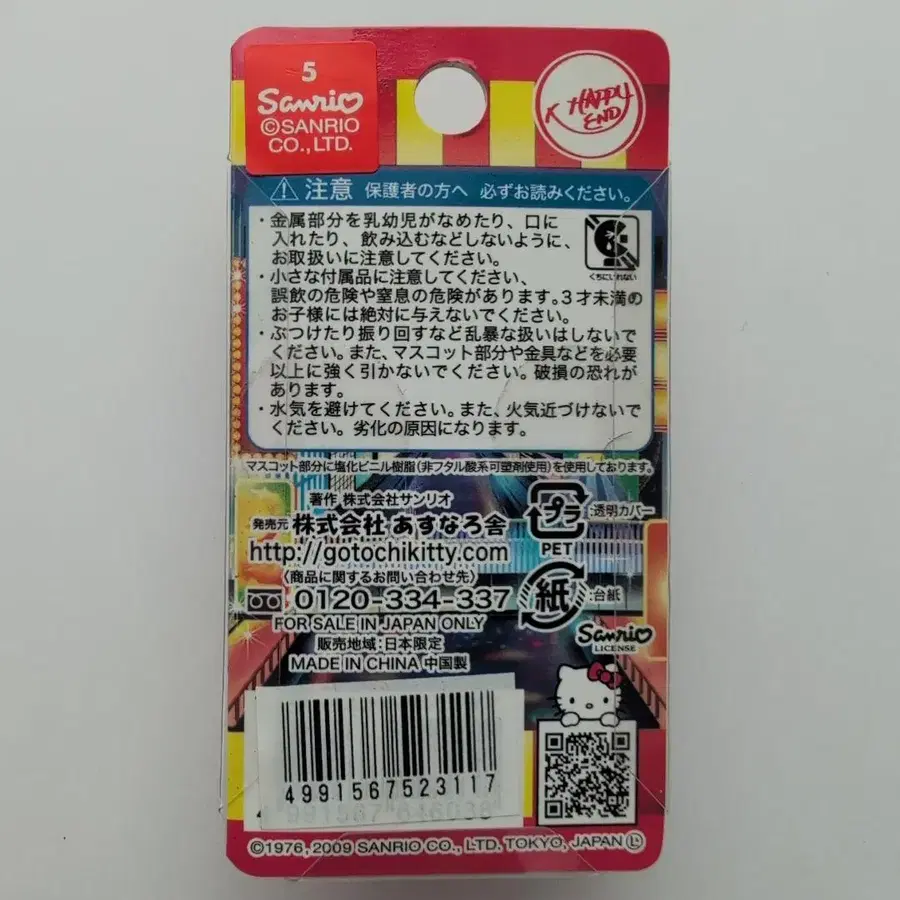 5
Sanrio
©SANRIO
CO., LTD.
K HAPPY
END
注意 保護者の方へ 必ずお読みください。
・金属部分を乳幼児がなめたり、口に
入れたり、飲み込むなどしないように、
お取扱いに注意してください。
くちにいれない
・小さな付属品に注意してください、
誤飲の危険や窒息の危険があります。3才未満の
お子様には絶対に与えないでください。
・ぶつけたり振り回すなど乱暴な扱いはしないで
ください。また、マスコット部分や金具などを必要
以上に強く引かないでください。破損の恐れが
あります。
・水気を避けてください。また、火気近づけないで
ください。劣化の原因になります。
マスコット部分に塩化ビニル樹脂(非フタル酸系可塑剤使用)を使用しております。
著作 株式会社サンリオ
発売元 株式会社 あすなろ舎
http://gotochikitty.com
〈商品に関するお問い合わせ先〉
0120-334-337
FOR SALE IN JAPAN ONLY
販売地域:日本限定
MADE IN CHINA 中国製
プラ :透明カバー
PET
紙 :台紙
Sanrio
LICENSE
4991567523117
4991567646038
©1976, 2009 SANRIO CO., LTD. TOKYO, JAPAN Ⓛ